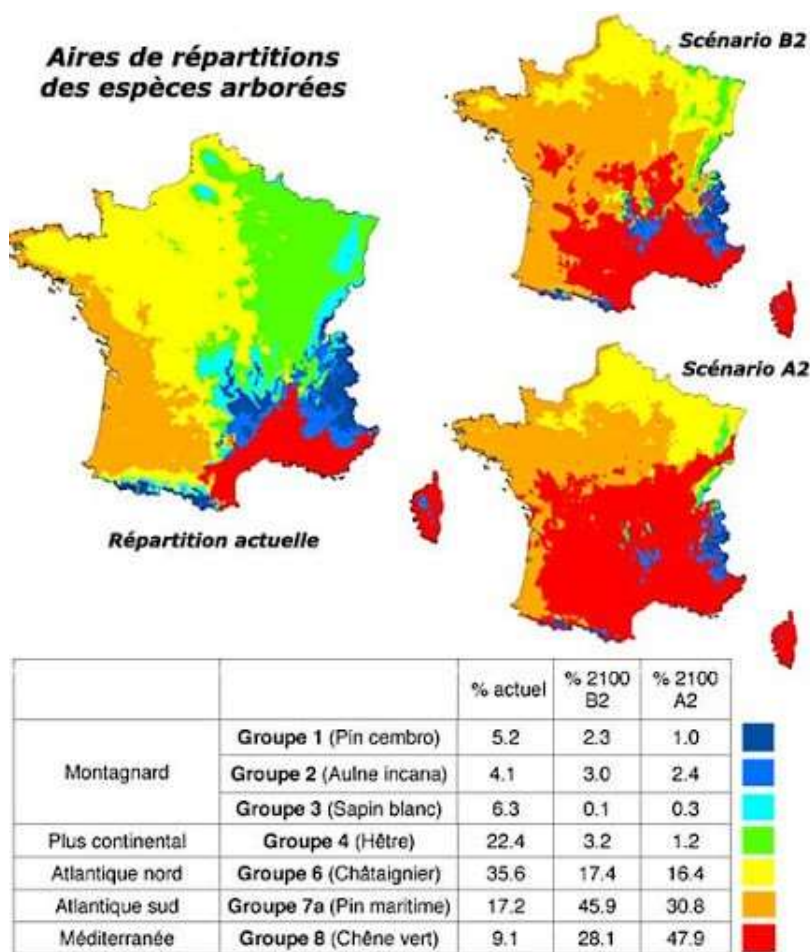 Aires de répartitions
des espèces arborées
Scénario B2
Scénario A2
Répartition actuelle
% actuel % 2100 B2 % 2100 A2
Montagnard
Groupe 1 (Pin cembro) 5.2 2.3 1.0
Groupe 2 (Aulne incana) 4.1 3.0 2.4
Groupe 3 (Sapin blanc) 6.3 0.1 0.3
Plus continental Groupe 4 (Hêtre) 22.4 3.2 1.2
Atlantique nord Groupe 6 (Châtaignier) 35.6 17.4 16.4
Atlantique sud Groupe 7a (Pin maritime) 17.2 45.9 30.8
Méditerranée Groupe 8 (Chêne vert) 9.1 28.1 47.9